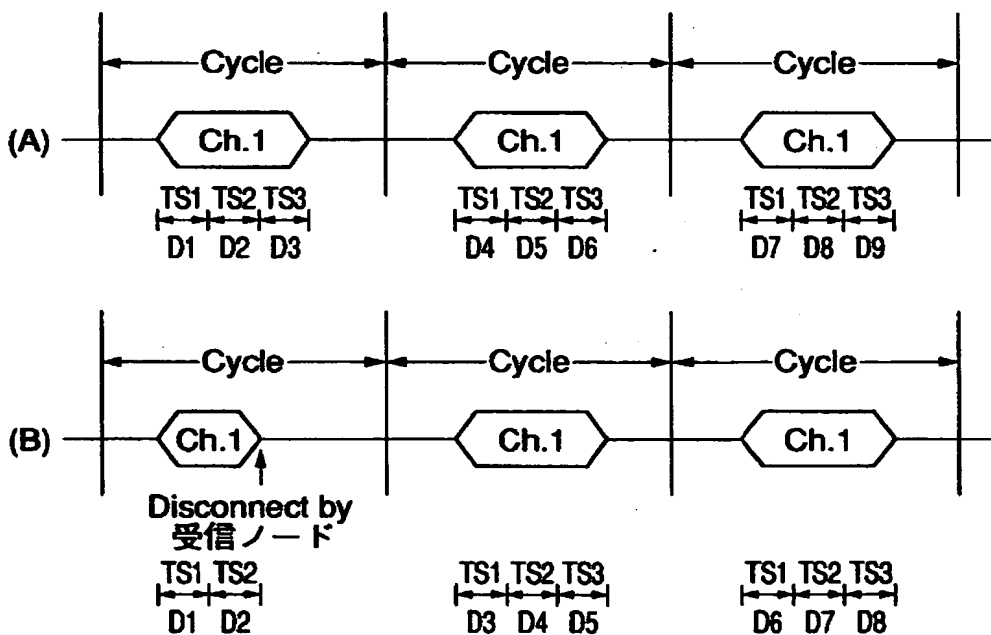 Cycle Cycle Cycle
(A) Ch.1 Ch.1 Ch.1
TS1 TS2 TS3 TS1 TS2 TS3 TS1 TS2 TS3
D1 D2 D3 D4 D5 D6 D7 D8 D9
Cycle Cycle Cycle
(B) Ch.1 Ch.1 Ch.1
Disconnect by
受信ノード
TS1 TS2 TS1 TS2 TS3 TS1 TS2 TS3
D1 D2 D3 D4 D5 D6 D7 D8